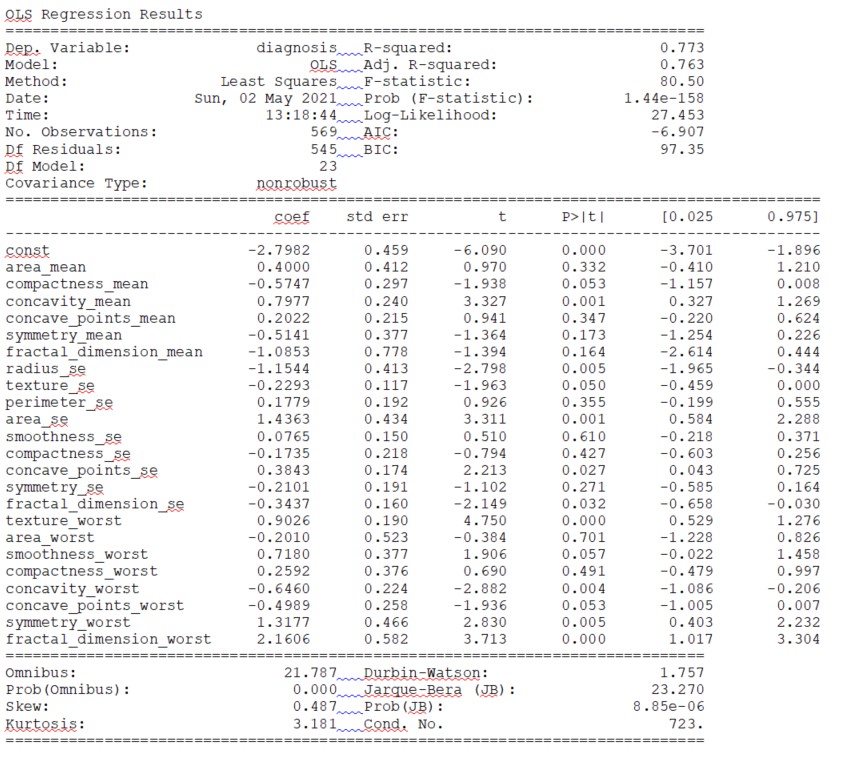 OLS Regression Results
==============================================================================
Dep. Variable: diagnosis R-squared: 0.773
Model: OLS Adj. R-squared: 0.763
Method: Least Squares F-statistic: 80.50
Date: Sun, 02 May 2021 Prob (F-statistic): 1.44e-158
Time: 13:18:44 Log-Likelihood: 27.453
No. Observations: 569 AIC: -6.907
Df Residuals: 545 BIC: 97.35
Df Model: 23
Covariance Type: nonrobust
===========================================================================================
coef std err t P>|t| [0.025 0.975]
-------------------------------------------------------------------------------------------
const -2.7982 0.459 -6.090 0.000 -3.701 -1.896
area_mean 0.4000 0.412 0.970 0.332 -0.410 1.210
compactness_mean -0.5747 0.297 -1.938 0.053 -1.157 0.008
concavity_mean 0.7977 0.240 3.327 0.001 0.327 1.269
concave_points_mean 0.2022 0.215 0.941 0.347 -0.220 0.624
symmetry_mean -0.5141 0.377 -1.364 0.173 -1.254 0.226
fractal_dimension_mean -1.0853 0.778 -1.394 0.164 -2.614 0.444
radius_se -1.1544 0.413 -2.798 0.005 -1.965 -0.344
texture_se -0.2293 0.117 -1.963 0.050 -0.459 0.000
perimeter_se 0.1779 0.192 0.926 0.355 -0.199 0.555
area_se 1.4363 0.434 3.311 0.001 0.584 2.288
smoothness_se 0.0765 0.150 0.510 0.610 -0.218 0.371
compactness_se -0.1735 0.218 -0.794 0.427 -0.603 0.256
concave_points_se 0.3843 0.174 2.213 0.027 0.043 0.725
symmetry_se -0.2101 0.191 -1.102 0.271 -0.585 0.164
fractal_dimension_se -0.3437 0.160 -2.149 0.032 -0.658 -0.030
texture_worst 0.9026 0.190 4.750 0.000 0.529 1.276
area_worst -0.2010 0.523 -0.384 0.701 -1.228 0.826
smoothness_worst 0.7180 0.377 1.906 0.057 -0.022 1.458
compactness_worst 0.2592 0.376 0.690 0.491 -0.479 0.997
concavity_worst -0.6460 0.224 -2.882 0.004 -1.086 -0.206
concave_points_worst -0.4989 0.258 -1.936 0.053 -1.005 0.007
symmetry_worst 1.3177 0.466 2.830 0.005 0.403 2.232
fractal_dimension_worst 2.1606 0.582 3.713 0.000 1.017 3.304
==============================================================================
Omnibus: 21.787 Durbin-Watson: 1.757
Prob(Omnibus): 0.000 Jarque-Bera (JB): 23.270
Skew: 0.487 Prob(JB): 8.85e-06
Kurtosis: 3.181 Cond. No. 723.
==============================================================================